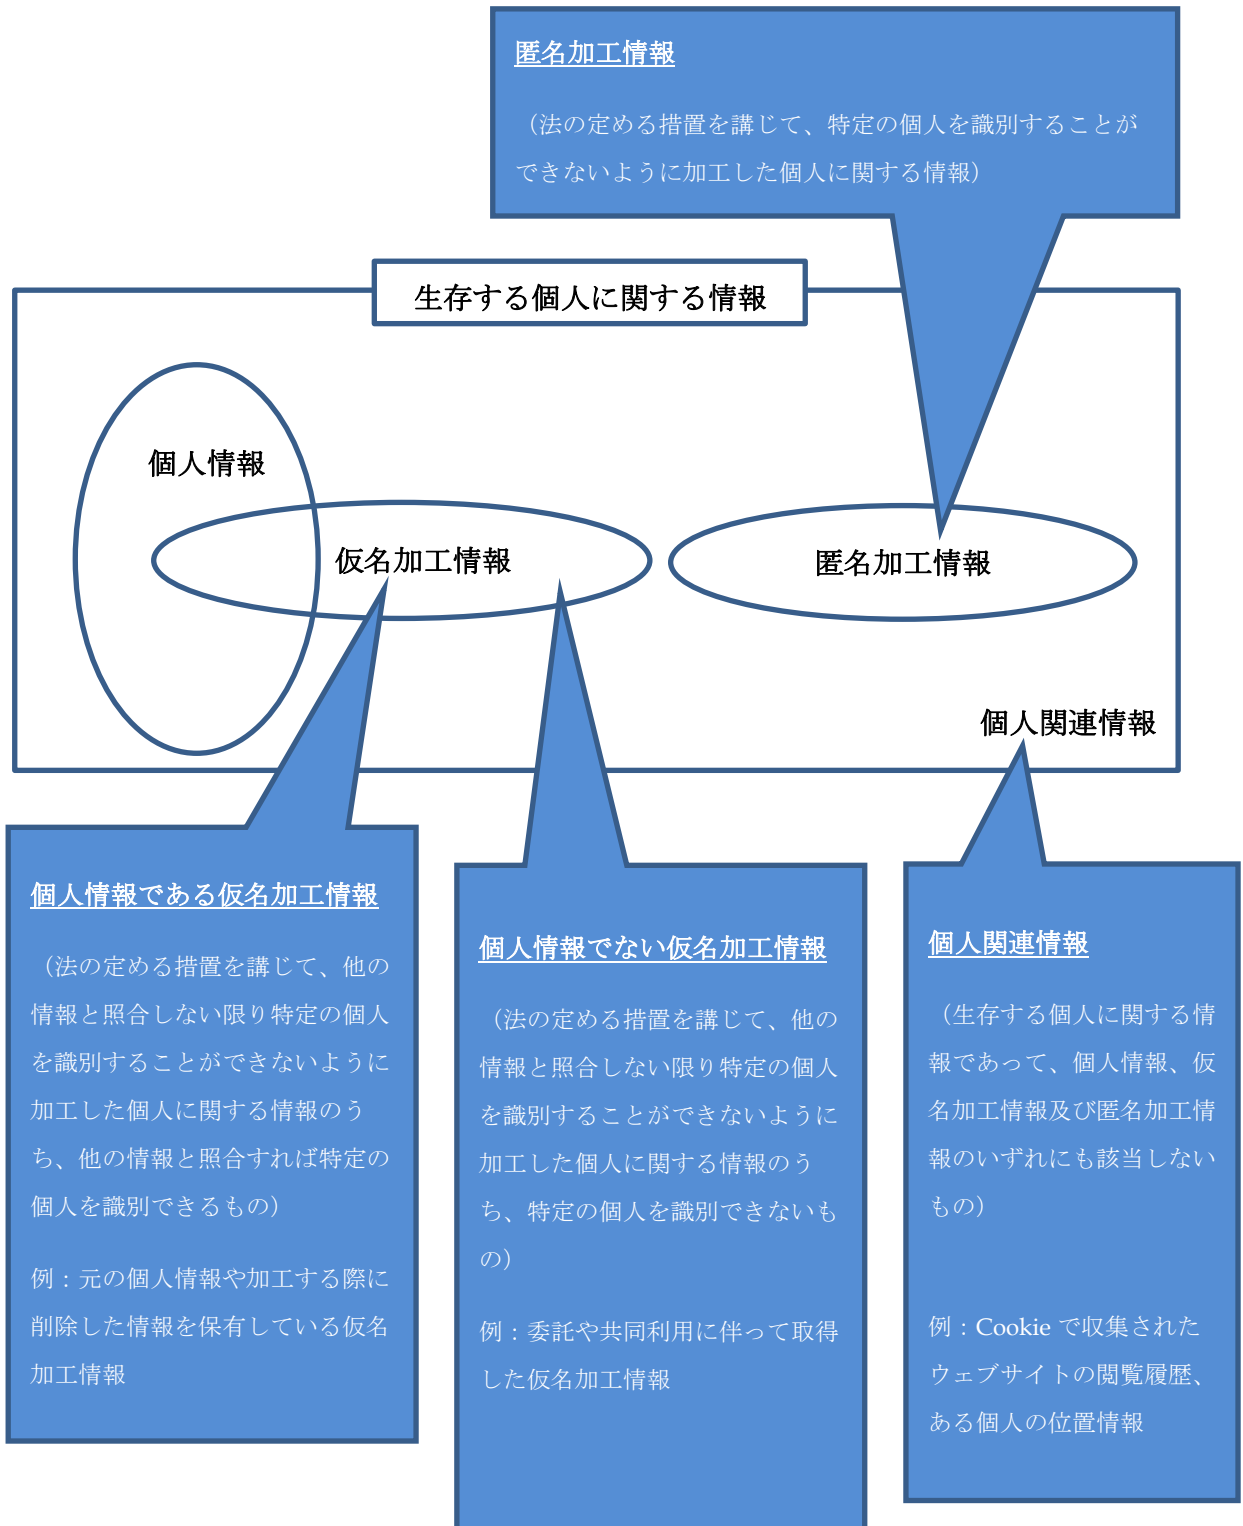 匿名加工情報
（法の定める措置を講じて、特定の個人を識別することが
できないように加工した個人に関する情報）
生存する個人に関する情報
個人情報
仮名加工情報
匿名加工情報
個人関連情報
個人情報である仮名加工情報
（法の定める措置を講じて、他の
情報と照合しない限り特定の個人
を識別することができないように
加工した個人に関する情報のう
ち、他の情報と照合すれば特定の
個人を識別できるもの）
例：元の個人情報や加工する際に
削除した情報を保有している仮名
加工情報
個人情報でない仮名加工情報
（法の定める措置を講じて、他の
情報と照合しない限り特定の個人
を識別することができないように
加工した個人に関する情報のう
ち、特定の個人を識別できないも
の）
例：委託や共同利用に伴って取得
した仮名加工情報
個人関連情報
（生存する個人に関する情
報であって、個人情報、仮
名加工情報及び匿名加工情
報のいずれにも該当しない
もの）
例：Cookie で収集された
ウェブサイトの閲覧履歴、
ある個人の位置情報